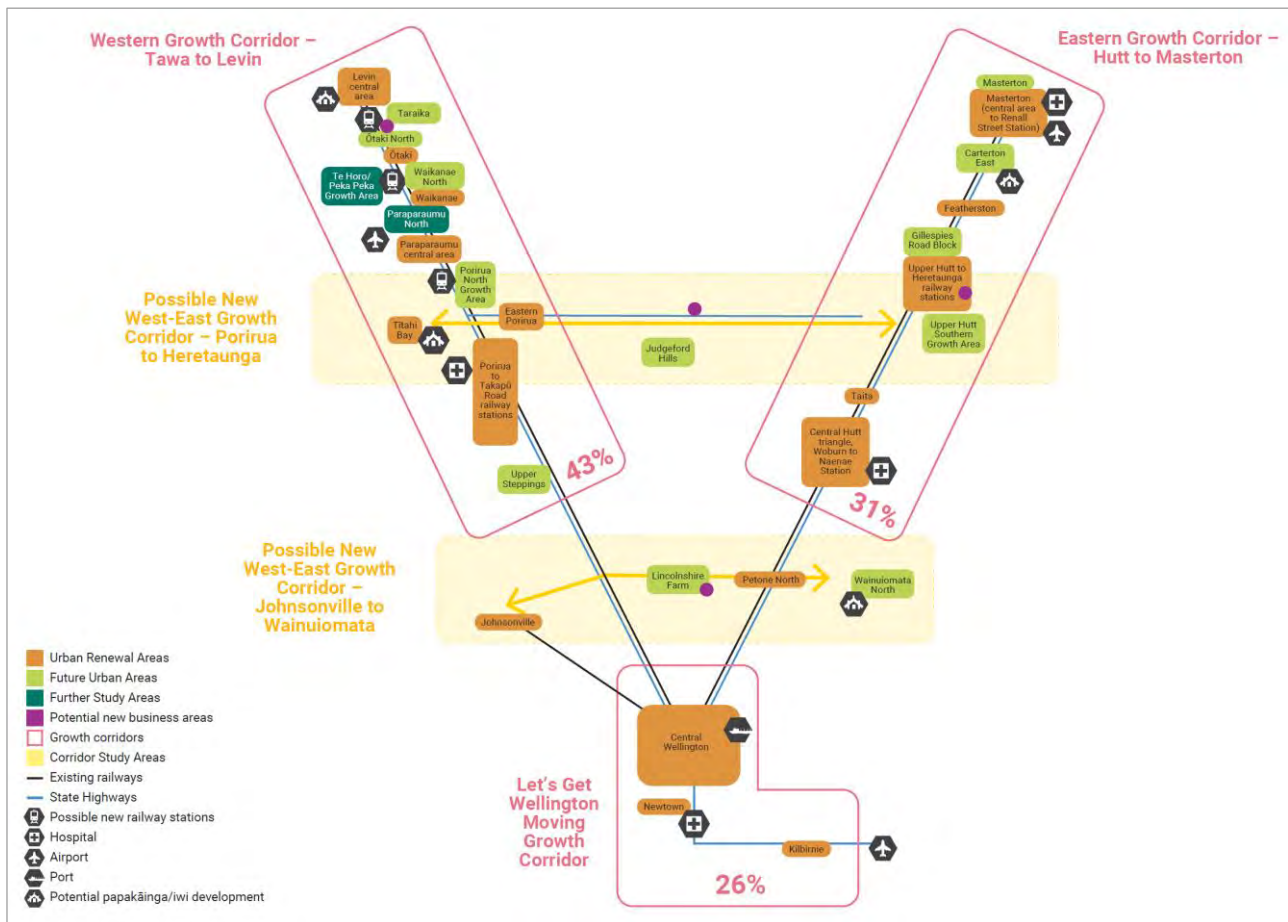 Western Growth Corridor –
Tawa to Levin
Eastern Growth Corridor –
Hutt to Masterton
Levin
central
area
Taraika
Ōtaki North
Ōtaki
Te Horo/
Peka Peka
Growth Area
Waikanae
North
Waikanae
Paraparaumu
North
Paraparaumu
central area
Porirua
North
Growth
Area
Masterton
Masterton
(central area
to Renall
Street Station)
Carterton
East
Featherston
Gillespies
Road Block
Upper Hutt to
Heretaunga
railway
stations
Possible New
West-East Growth
Corridor – Porirua
to Heretaunga
Titahi
Bay
Eastern
Porirua
Judgeford
Hills
Upper Hutt
Southern
Growth Area
Porirua
to
Takapū
Road
railway
stations
Taita
Central Hutt
triangle,
Woburn to
Naenae
Station
43%
Upper
Steppings
31%
Possible New
West-East Growth
Corridor –
Johnsonville to
Wainuiomata
Lincolnshire
Farm
Petone North
Wainuiomata
North
Johnsonville
Urban Renewal Areas
Future Urban Areas
Further Study Areas
Potential new business areas
Growth corridors
Corridor Study Areas
Existing railways
State Highways
Possible new railway stations
Hospital
Airport
Port
Potential papakāinga/iwi development
Central
Wellington
Let's Get
Wellington
Moving
Growth
Corridor
Newtown
Kilbirnie
26%